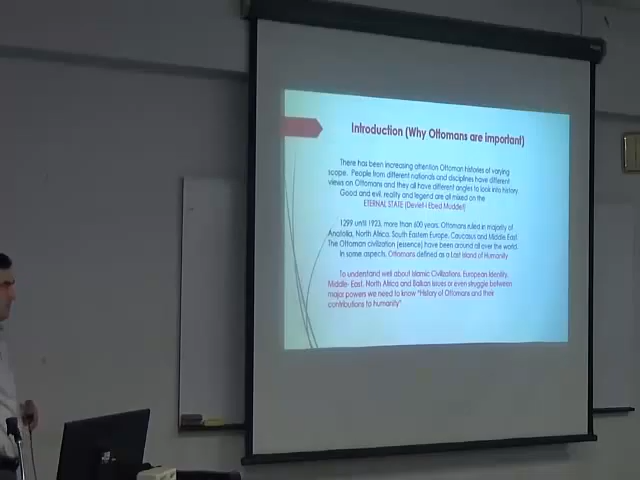 Introduction (Why Ottomans are important)
There has been increasing attention Ottoman histories of varying
scope. People from different nationals and disciplines have different
views on Ottomans and they all have different angles to look into history.
Good and evil, reality and legend are all mixed on the
ETERNAL STATE (Devlet-i Ebed Müddet)
1299 until 1923, more than 600 years, Ottomans ruled in majority of
Anatolia, North Africa, South Eastern Europe, Caucasus and Middle East.
The Ottoman civilization (essence) have been around all over the world.
In some aspects, Ottomans defined as a Last Island of Humanity
To understand well about Islamic Civilizations, European Identity,
Middle- East, North Africa and Balkan issues or even struggle between
major powers we need to know "History of Ottomans and their
contributions to humanity"